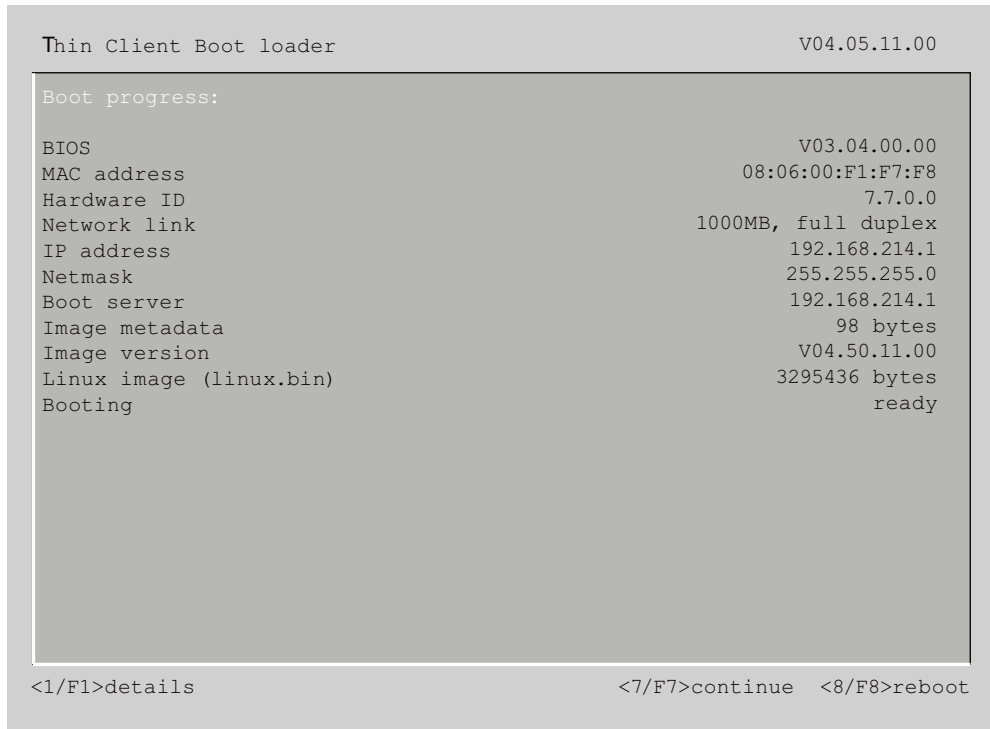 Thin Client Boot loader V04.05.11.00
Boot progress:
BIOS V03.04.00.00
MAC address 08:06:00:F1:F7:F8
Hardware ID 7.7.0.0
Network link 1000MB, full duplex
IP address 192.168.214.1
Netmask 255.255.255.0
Boot server 192.168.214.1
Image metadata 98 bytes
Image version V04.50.11.00
Linux image (linux.bin) 3295436 bytes
Booting ready
<1/F1>details <7/F7>continue <8/F8>reboot